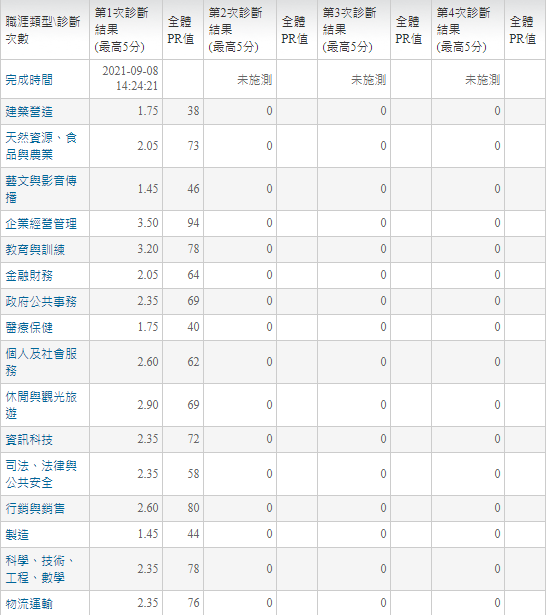 職涯類型\診斷次數 第1次診斷結果(最高5分) 全體PR值 第2次診斷結果(最高5分) 全體PR值 第3次診斷結果(最高5分) 全體PR值 第4次診斷結果(最高5分) 全體PR值
完成時間 2021-09-08 14:24:21 未施測 未施測 未施測
建築營造 1.75 38 0 0 0
天然資源、食品與農業 2.05 73 0 0 0
藝文與影音傳播 1.45 46 0 0 0
企業經營管理 3.50 94 0 0 0
教育與訓練 3.20 78 0 0 0
金融財務 2.05 64 0 0 0
政府公共事務 2.35 69 0 0 0
醫療保健 1.75 40 0 0 0
個人及社會服務 2.60 62 0 0 0
休閒與觀光旅遊 2.90 69 0 0 0
資訊科技 2.35 72 0 0 0
司法、法律與公共安全 2.35 58 0 0 0
行銷與銷售 2.60 80 0 0 0
製造 1.45 44 0 0 0
科學、技術、工程、數學 2.35 78 0 0 0
物流運輸 2.35 76 0 0 0